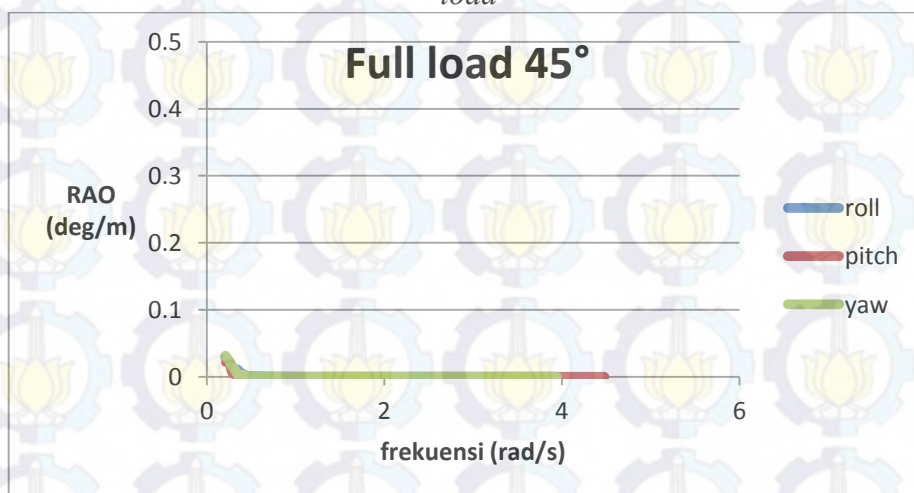 load
Full load 45°
0.5
0.4
0.3
0.2
0.1
0
RAO
(deg/m)
0
2
4
6
frekuensi (rad/s)
roll
pitch
yaw